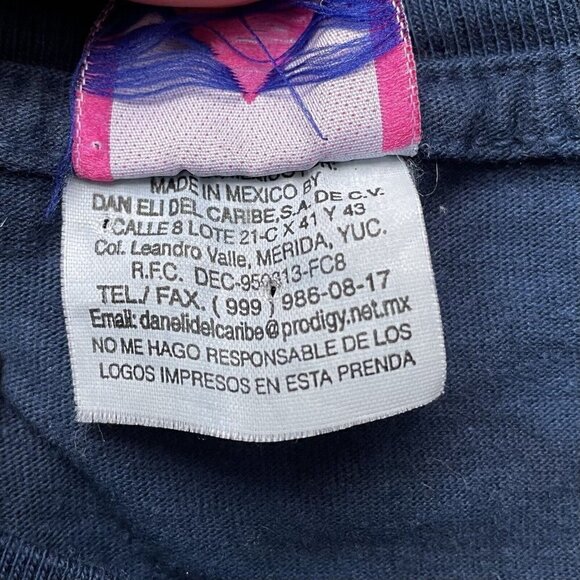 MADE IN MEXICO BY
DAN ELI DEL CARIBE,S.A. DE C.V.
CALLE 8 LOTE 21-C X 41 Y 43
Col. Leandro Valle, MERIDA, YUC.
R.F.C. DEC-950313-FC8
TEL./ FAX. ( 999 ) 986-08-17
Email: danelidelcaribe@prodigy.net.mx
NO ME HAGO RESPONSABLE DE LOS
LOGOS IMPRESOS EN ESTA PRENDA